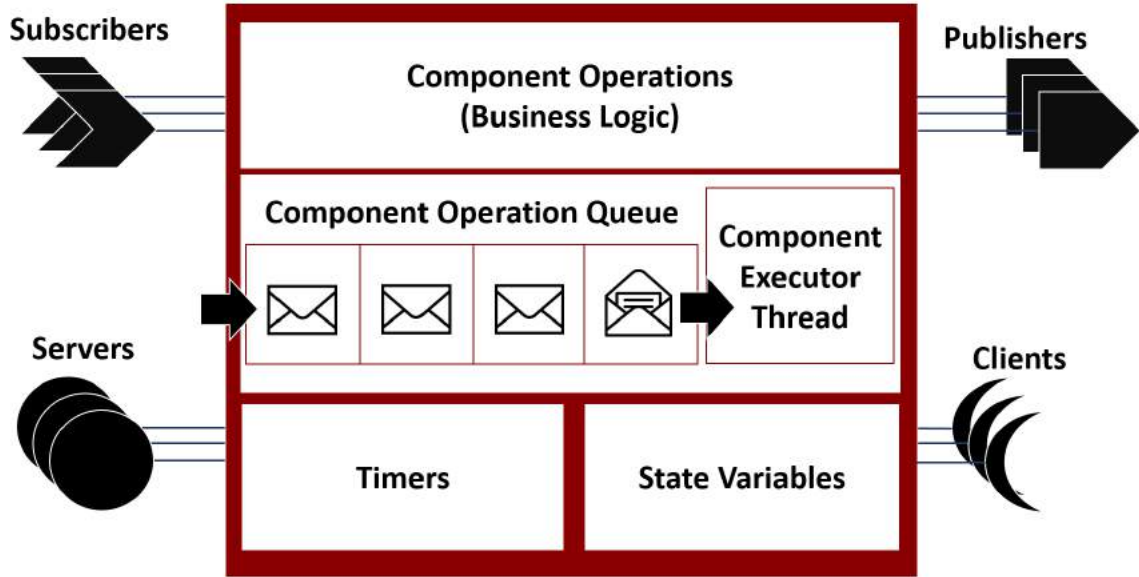 Subscribers
Publishers
Component Operations
(Business Logic)
Component Operation Queue
Component
Executor
Thread
Servers
Clients
Timers
State Variables